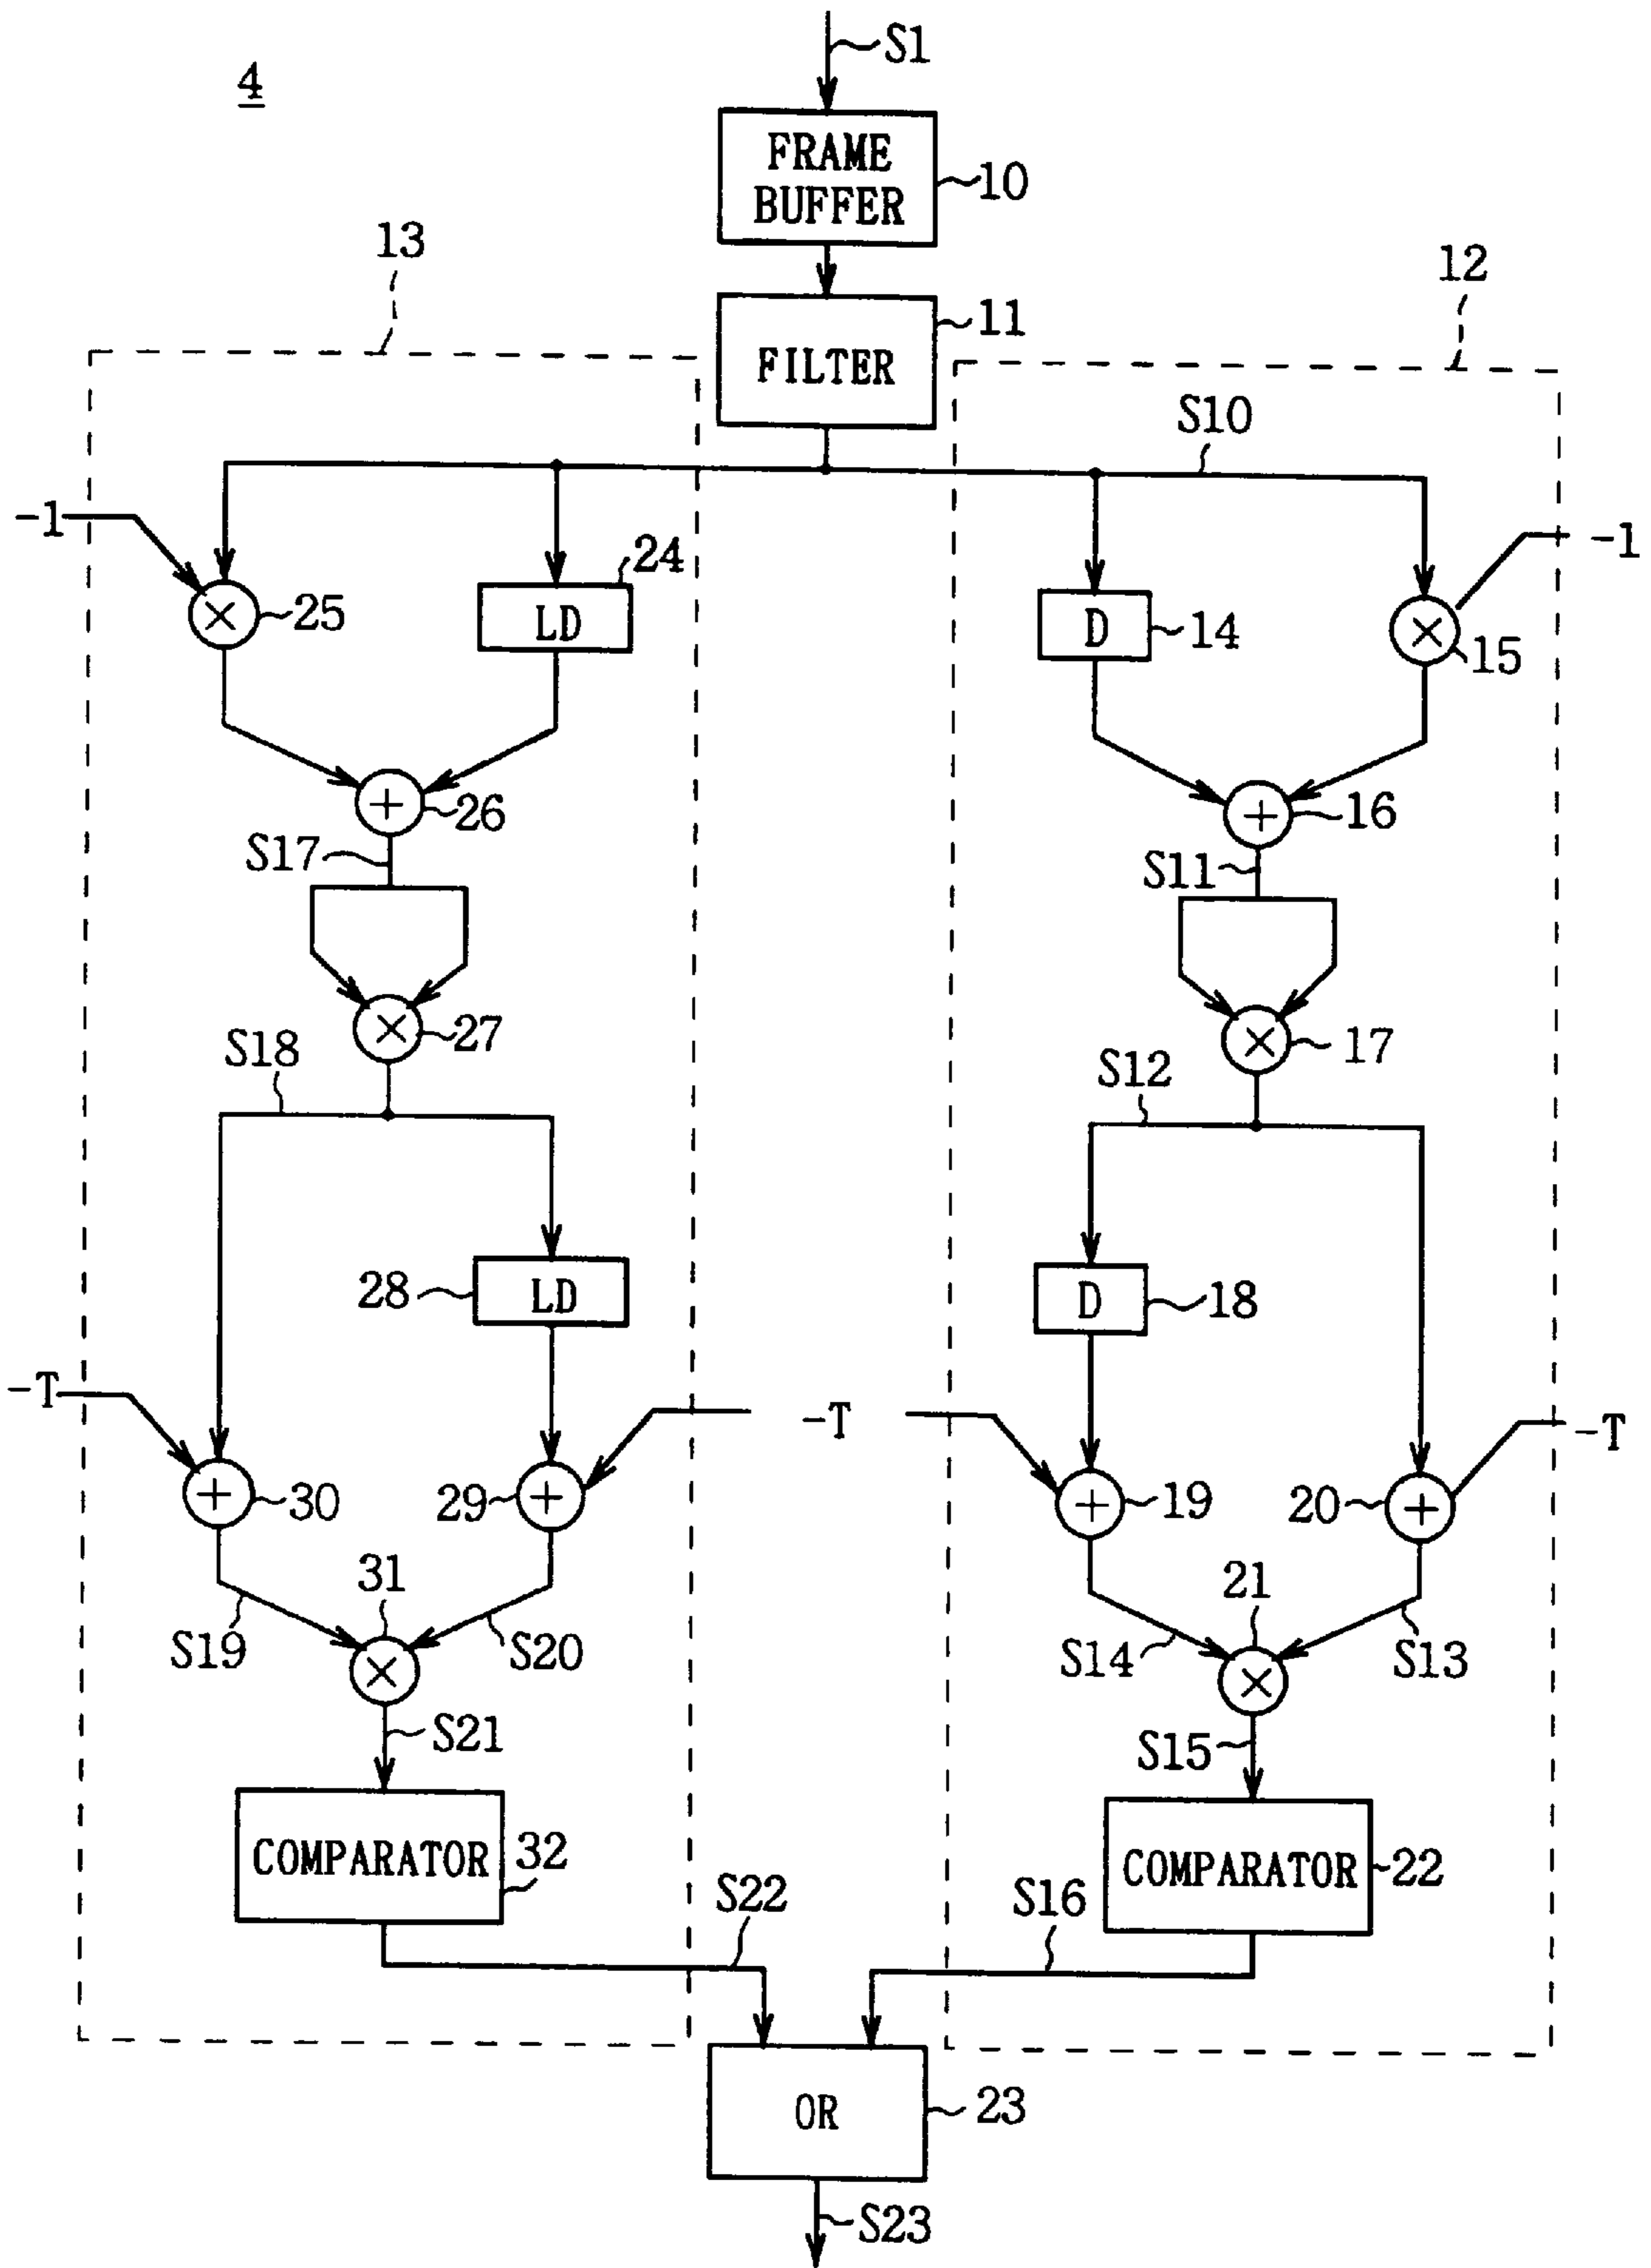 4
S1
FRAME
BUFFER
10
13
12
FILTER
11
S10
-1
-1
×
25
LD
24
D
14
×
15
+
26
+
16
S17
S11
×
27
×
17
S18
S12
LD
28
D
18
-T
-T
-T
+
30
+
29
+
19
+
20
31
21
S19
S20
S14
S13
×
×
S21
S15
COMPARATOR
32
COMPARATOR
22
S22
S16
OR
23
S23